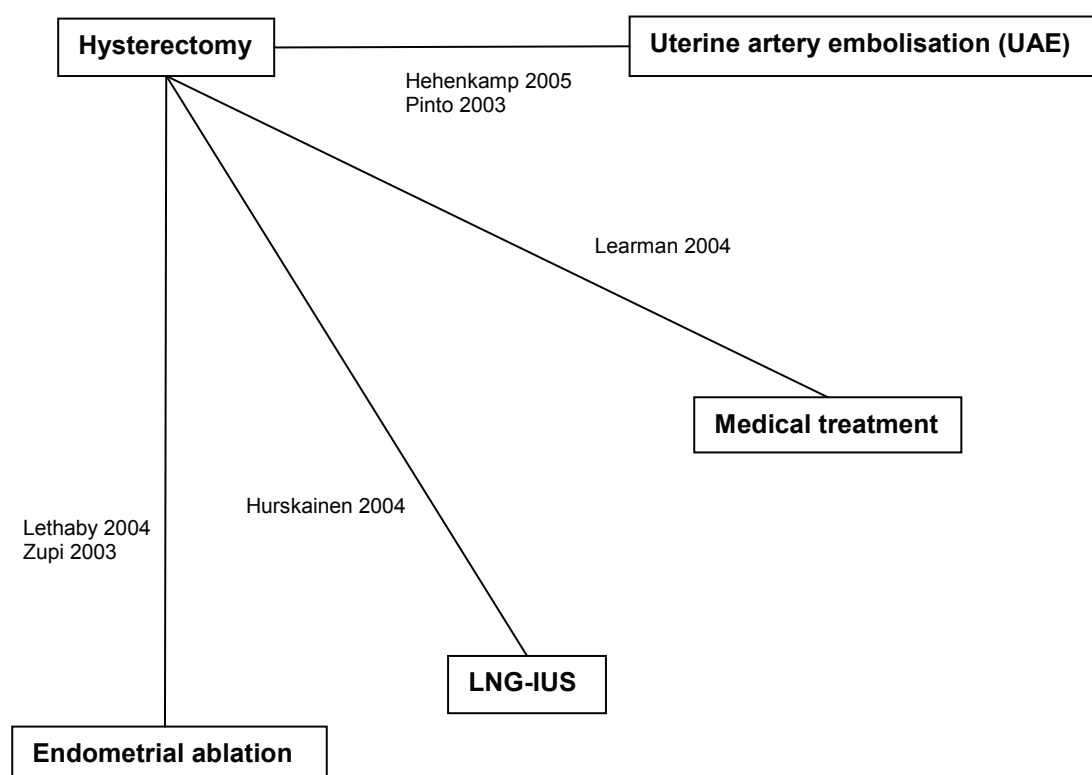 Hysterectomy
Uterine artery embolisation (UAE)
Hehenkamp 2005
Pinto 2003
Learman 2004
Medical treatment
Hurskainen 2004
Lethaby 2004
Zupi 2003
LNG-IUS
Endometrial ablation